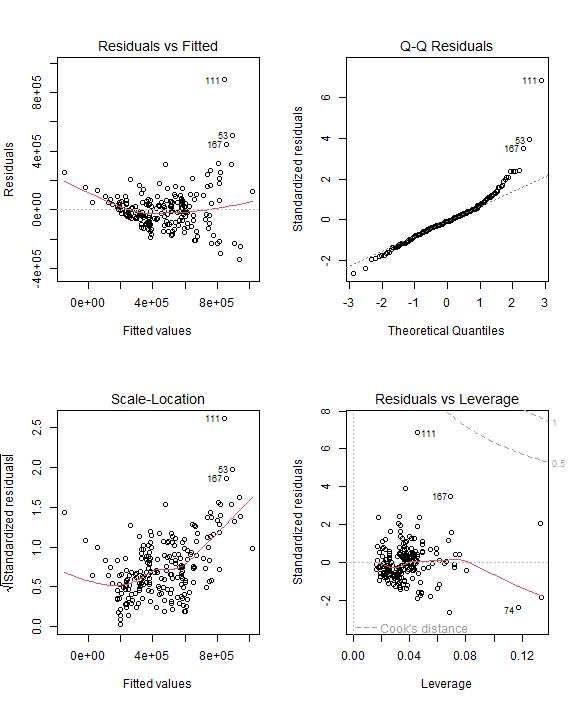 Residuals vs Fitted
Residuals
-4e+05 0e+00 4e+05 8e+05
111
53
167
0e+00 4e+05 8e+05
Fitted values
Q-Q Residuals
Standardized residuals
-2 0 2 4 6
111
53
167
-3 -2 -1 0 1 2 3
Theoretical Quantiles
Scale-Location
√|Standardized residuals|
0.0 0.5 1.0 1.5 2.0 2.5
111
53
167
0e+00 4e+05 8e+05
Fitted values
Residuals vs Leverage
Standardized residuals
-2 0 2 4 6 8
1
0.5
111
167
74
Cook's distance
0.00 0.04 0.08 0.12
Leverage